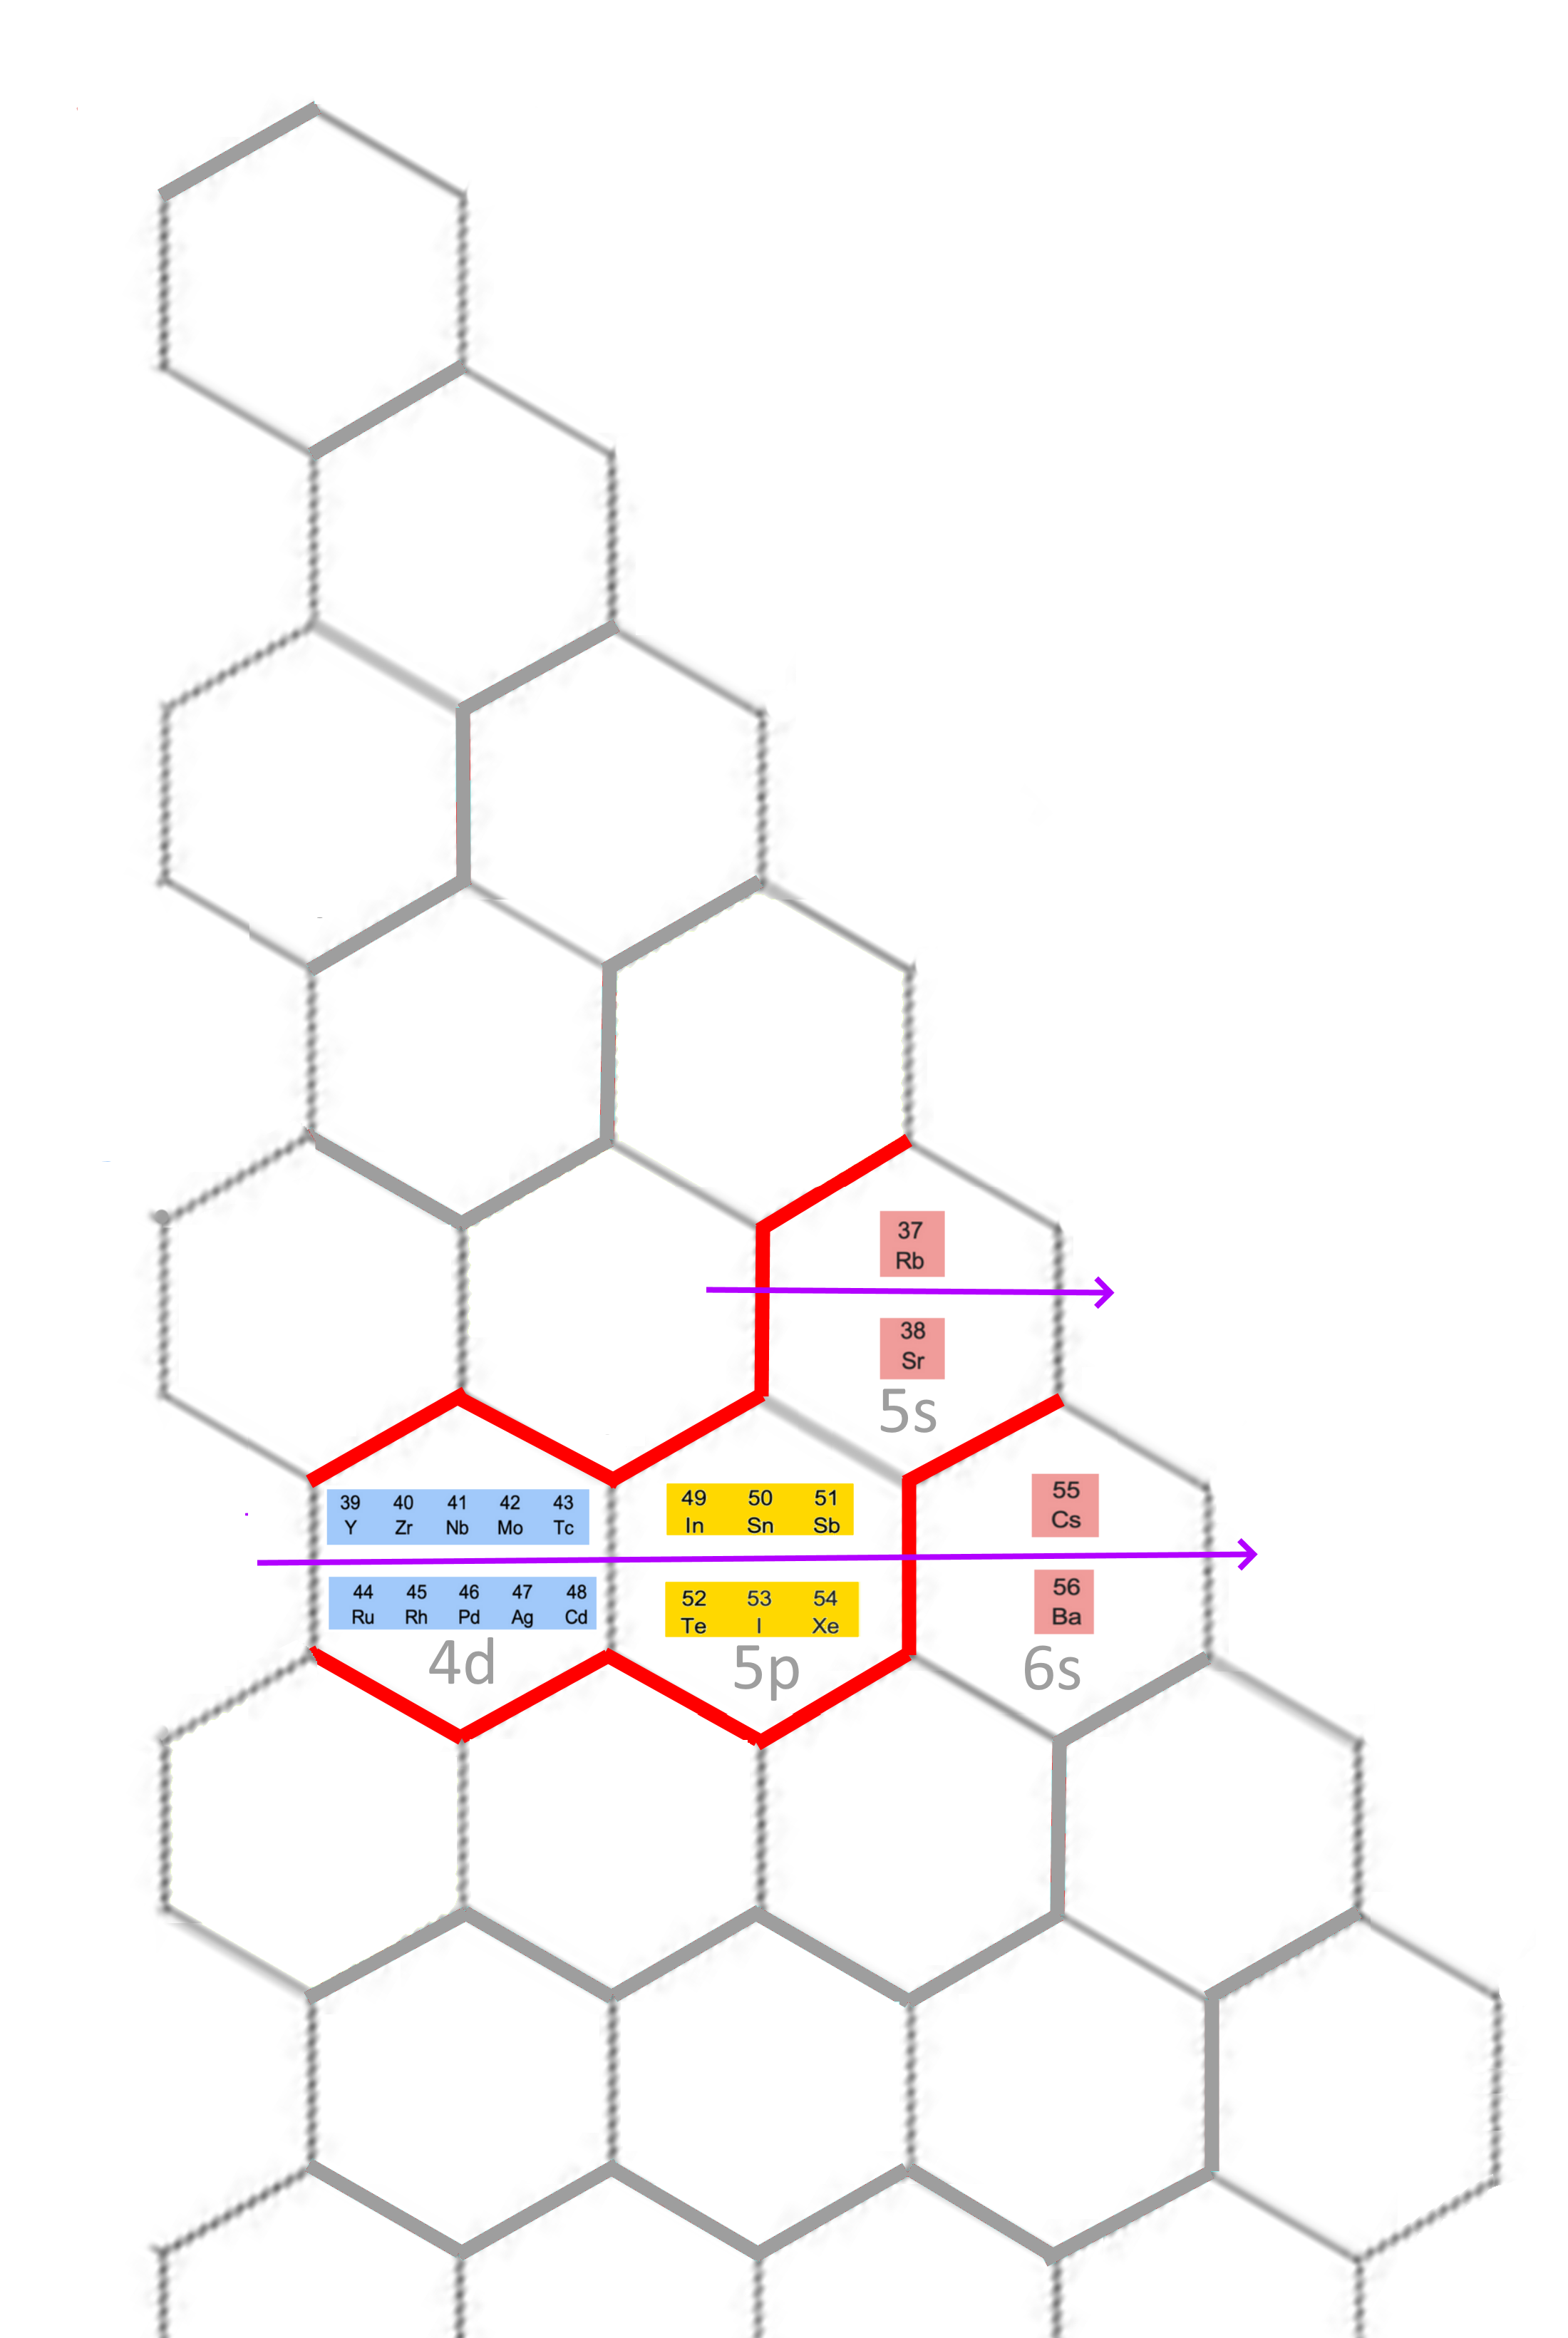 37
Rb
38
Sr
5s
39 40 41 42 43
Y Zr Nb Mo Tc
44 45 46 47 48
Ru Rh Pd Ag Cd
4d
49 50 51
In Sn Sb
52 53 54
Te I Xe
5p
55
Cs
56
Ba
6s